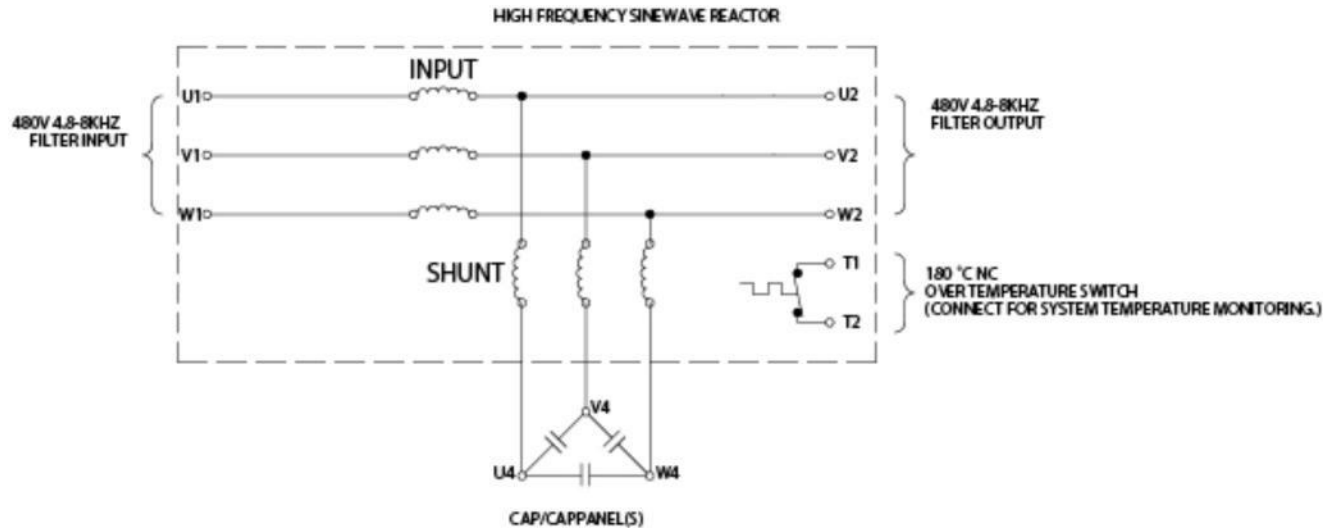 HIGH FREQUENCY SINEWAVE REACTOR
INPUT
U1
U2
480V 4.8-8KHZ
FILTER INPUT
480V 4.8-8KHZ
FILTER OUTPUT
V1
V2
W1
W2
SHUNT
T1
180 °C NC
OVER TEMPERATURE SWITCH
(CONNECT FOR SYSTEM TEMPERATURE MONITORING.)
T2
V4
U4
W4
CAP/CAPPANEL(S)